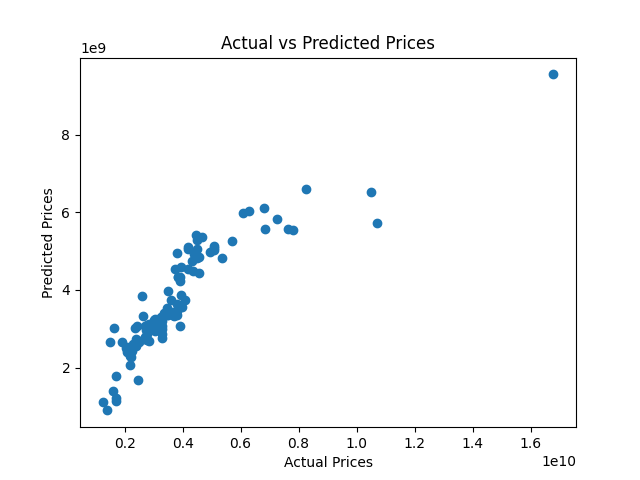 Actual vs Predicted Prices
1e9
8
6
4
2
Predicted Prices
0.2 0.4 0.6 0.8 1.0 1.2 1.4 1.6
1e10
Actual Prices